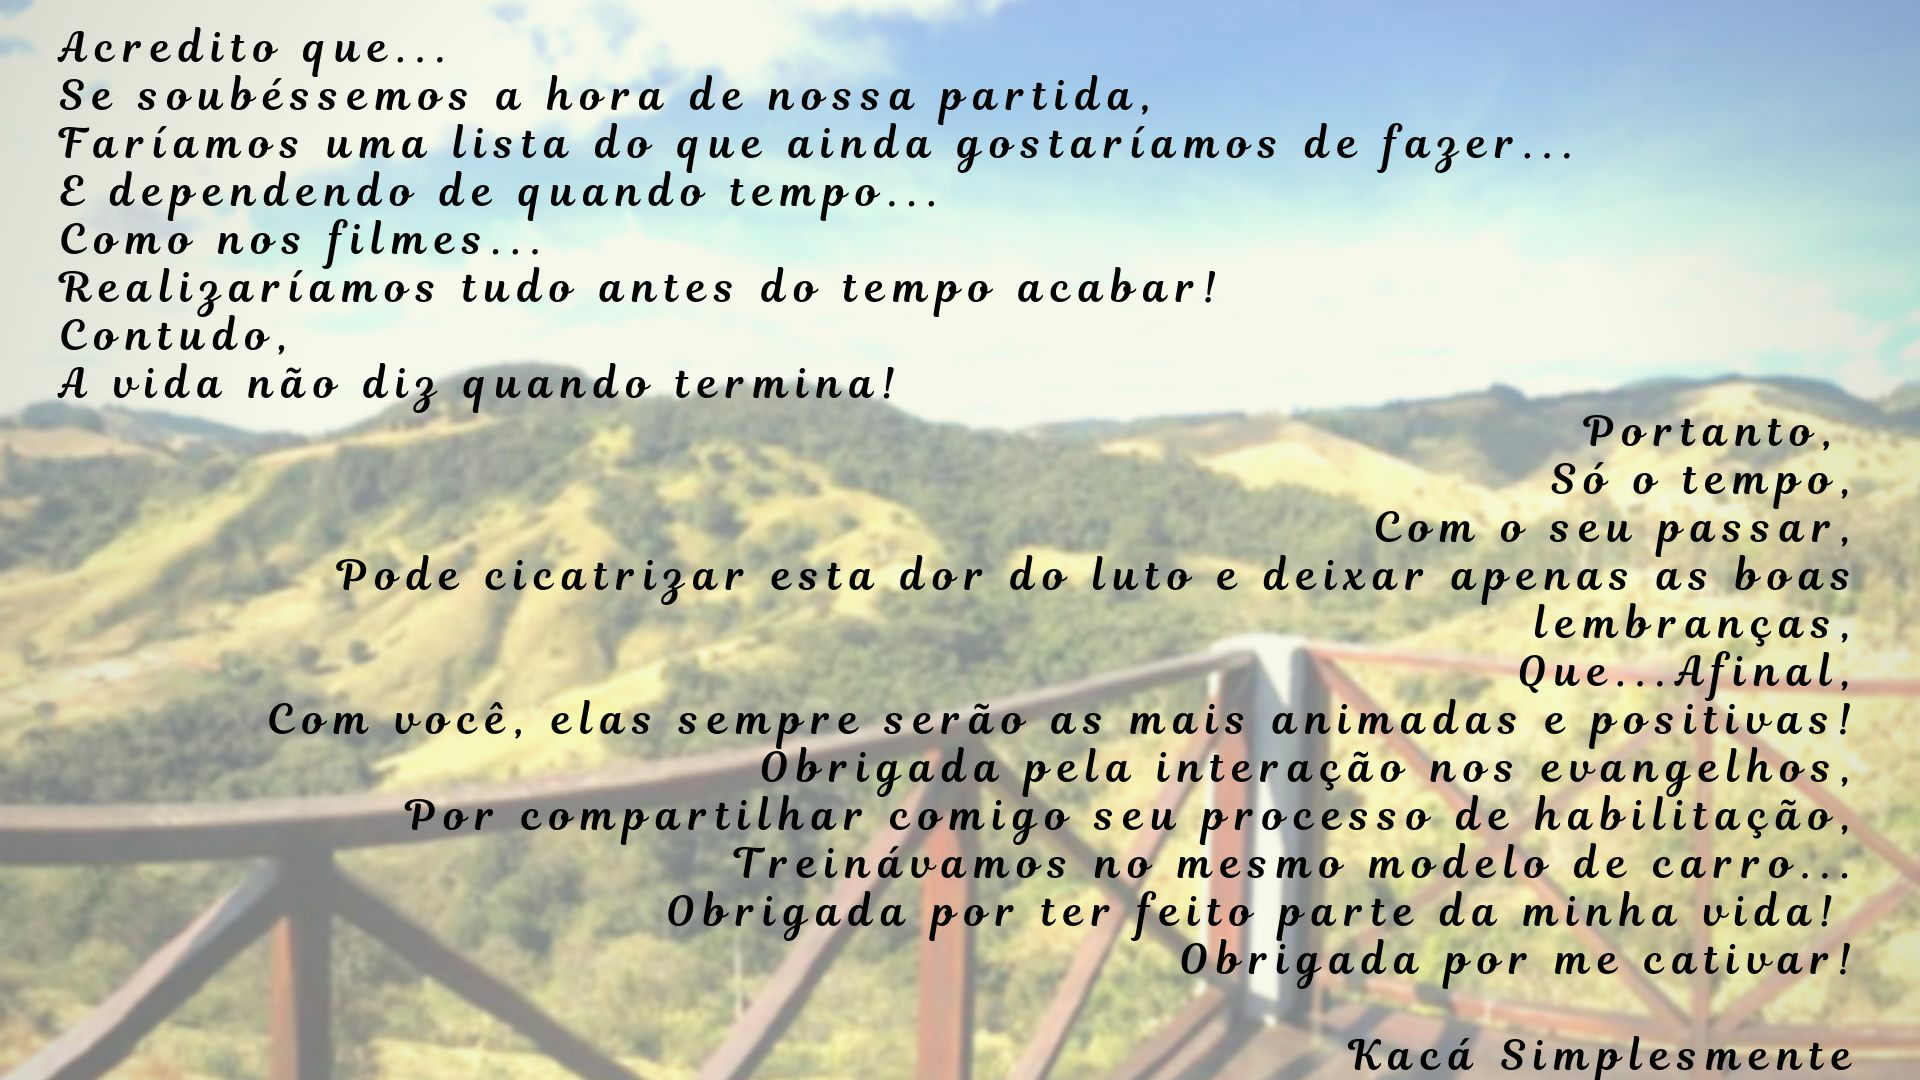 Acredito que...
Se soubéssemos a hora de nossa partida,
Faríamos uma lista do que ainda gostaríamos de fazer...
E dependendo de quando tempo...
Como nos filmes...
Realizaríamos tudo antes do tempo acabar!
Contudo,
A vida não diz quando termina!
Portanto,
Só o tempo,
Com o seu passar,
Pode cicatrizar esta dor do luto e deixar apenas as boas
lembranças,
Que...Afinal,
Com você, elas sempre serão as mais animadas e positivas!
Obrigada pela interação nos evangelhos,
Por compartilhar comigo seu processo de habilitação,
Treinávamos no mesmo modelo de carro...
Obrigada por ter feito parte da minha vida!
Obrigada por me cativar!
Kacá Simplesmente